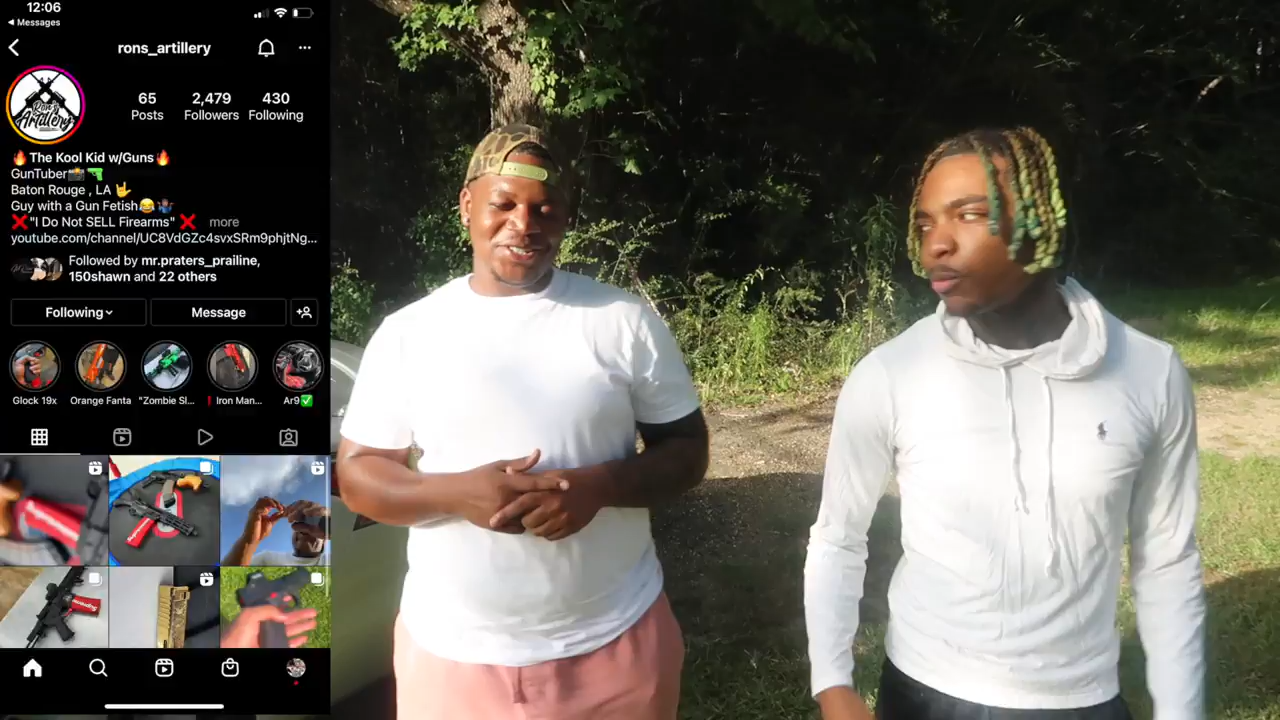 12:06
◀ Messages
rons_artillery
65
Posts
2,479
Followers
430
Following
Ron's
Artillery
🔥The Kool Kid w/Guns🔥
GunTuber📸🔫
Baton Rouge , LA 🤟
Guy with a Gun Fetish😂🤷🏿‍♂️
❌"I Do Not SELL Firearms" ❌ more
youtube.com/channel/UC8VdGZc4svxSRm9phjtNg...
Followed by mr.praters_prailine,
150shawn and 22 others
Following
Message
Glock 19x
Orange Fanta
"Zombie Sl...
❗Iron Man...
Ar9✅